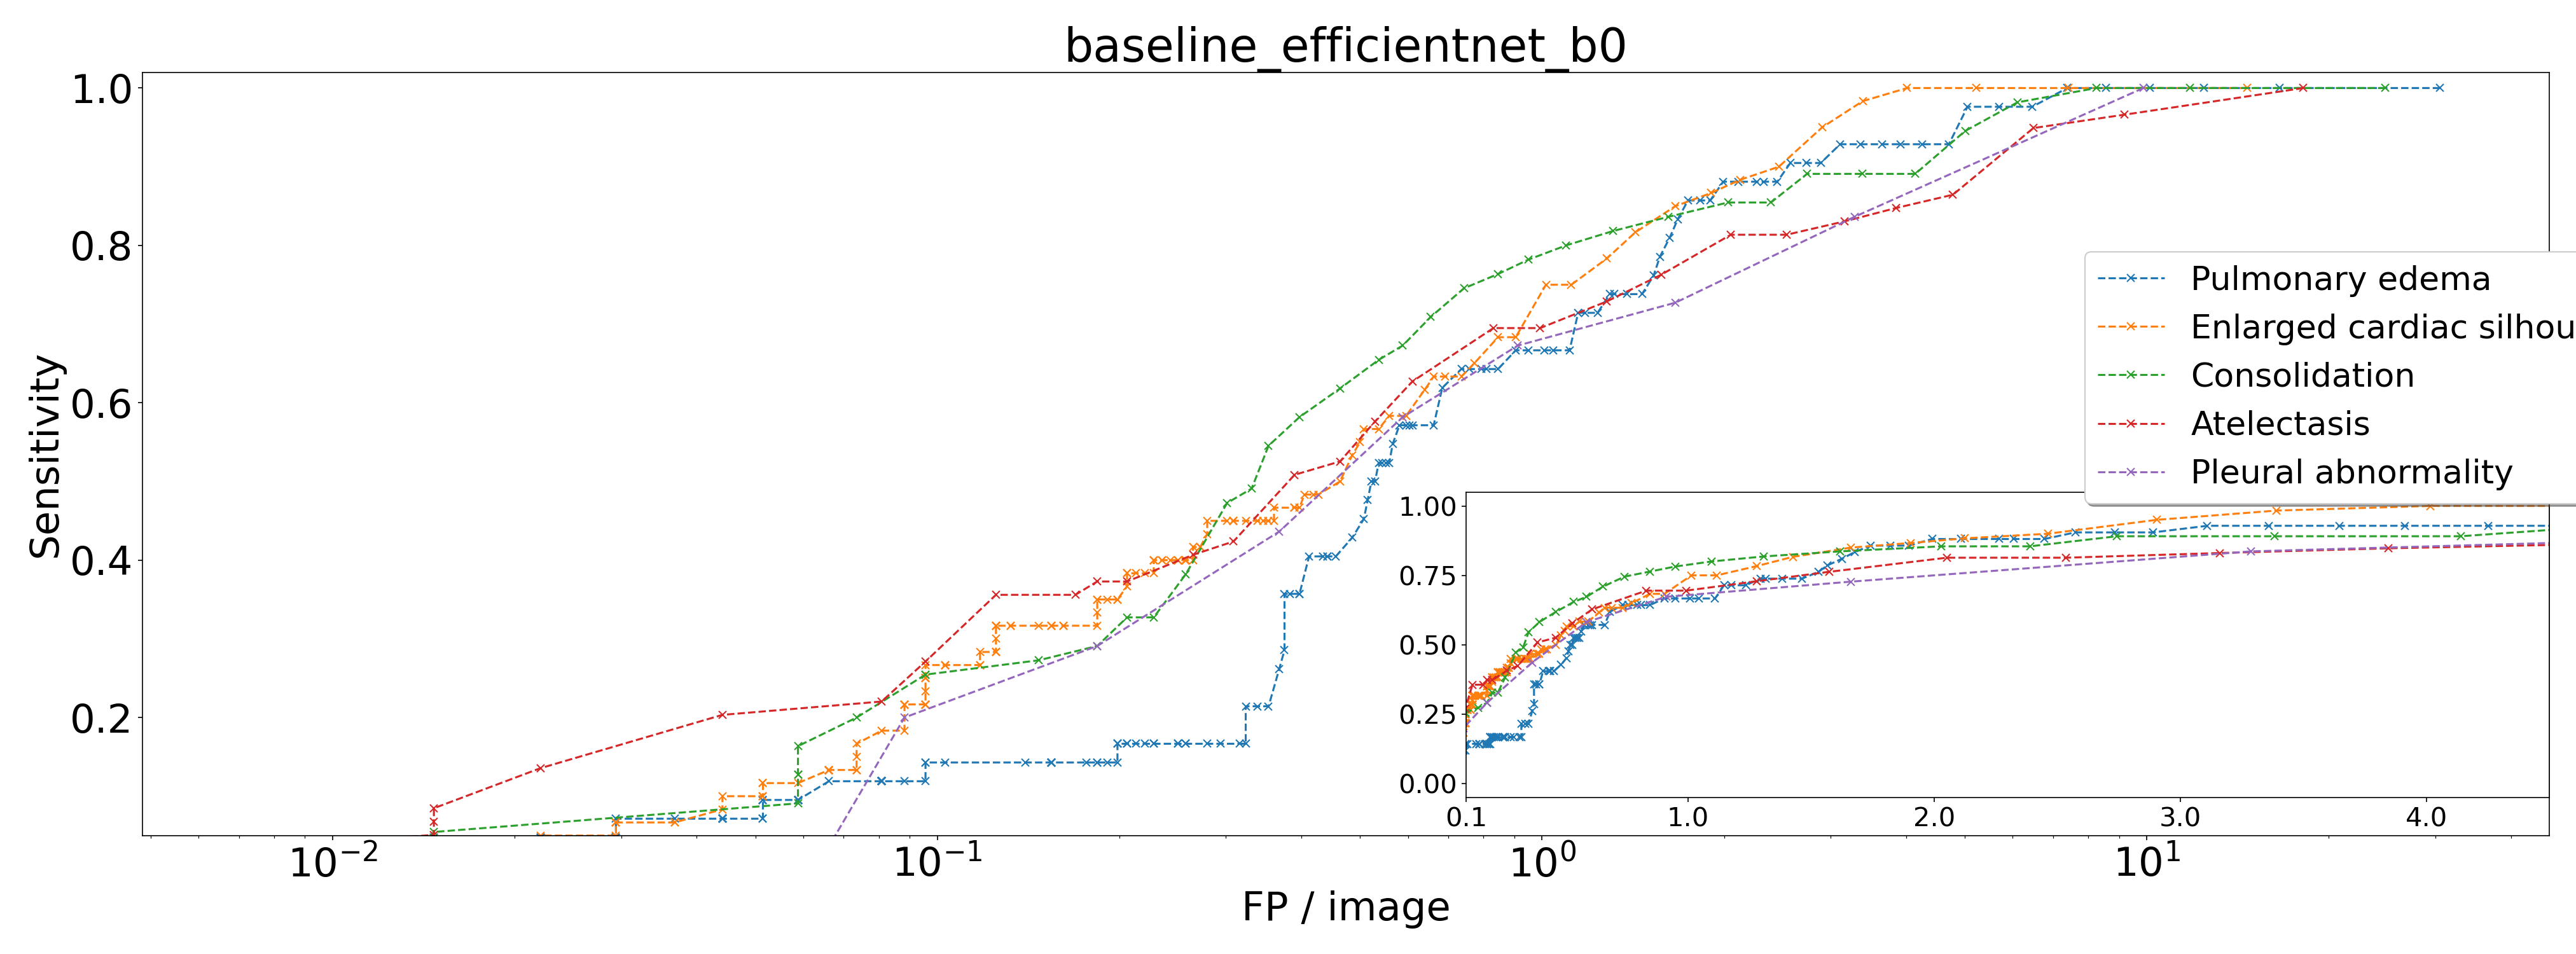 baseline_efficientnet_b0
1.0
0.8
0.6
0.4
0.2
Sensitivity
10⁻²
10⁻¹
10⁰
10¹
FP / image
Pulmonary edema
Enlarged cardiac silhou
Consolidation
Atelectasis
Pleural abnormality
1.00
0.75
0.50
0.25
0.00
0.1
1.0
2.0
3.0
4.0